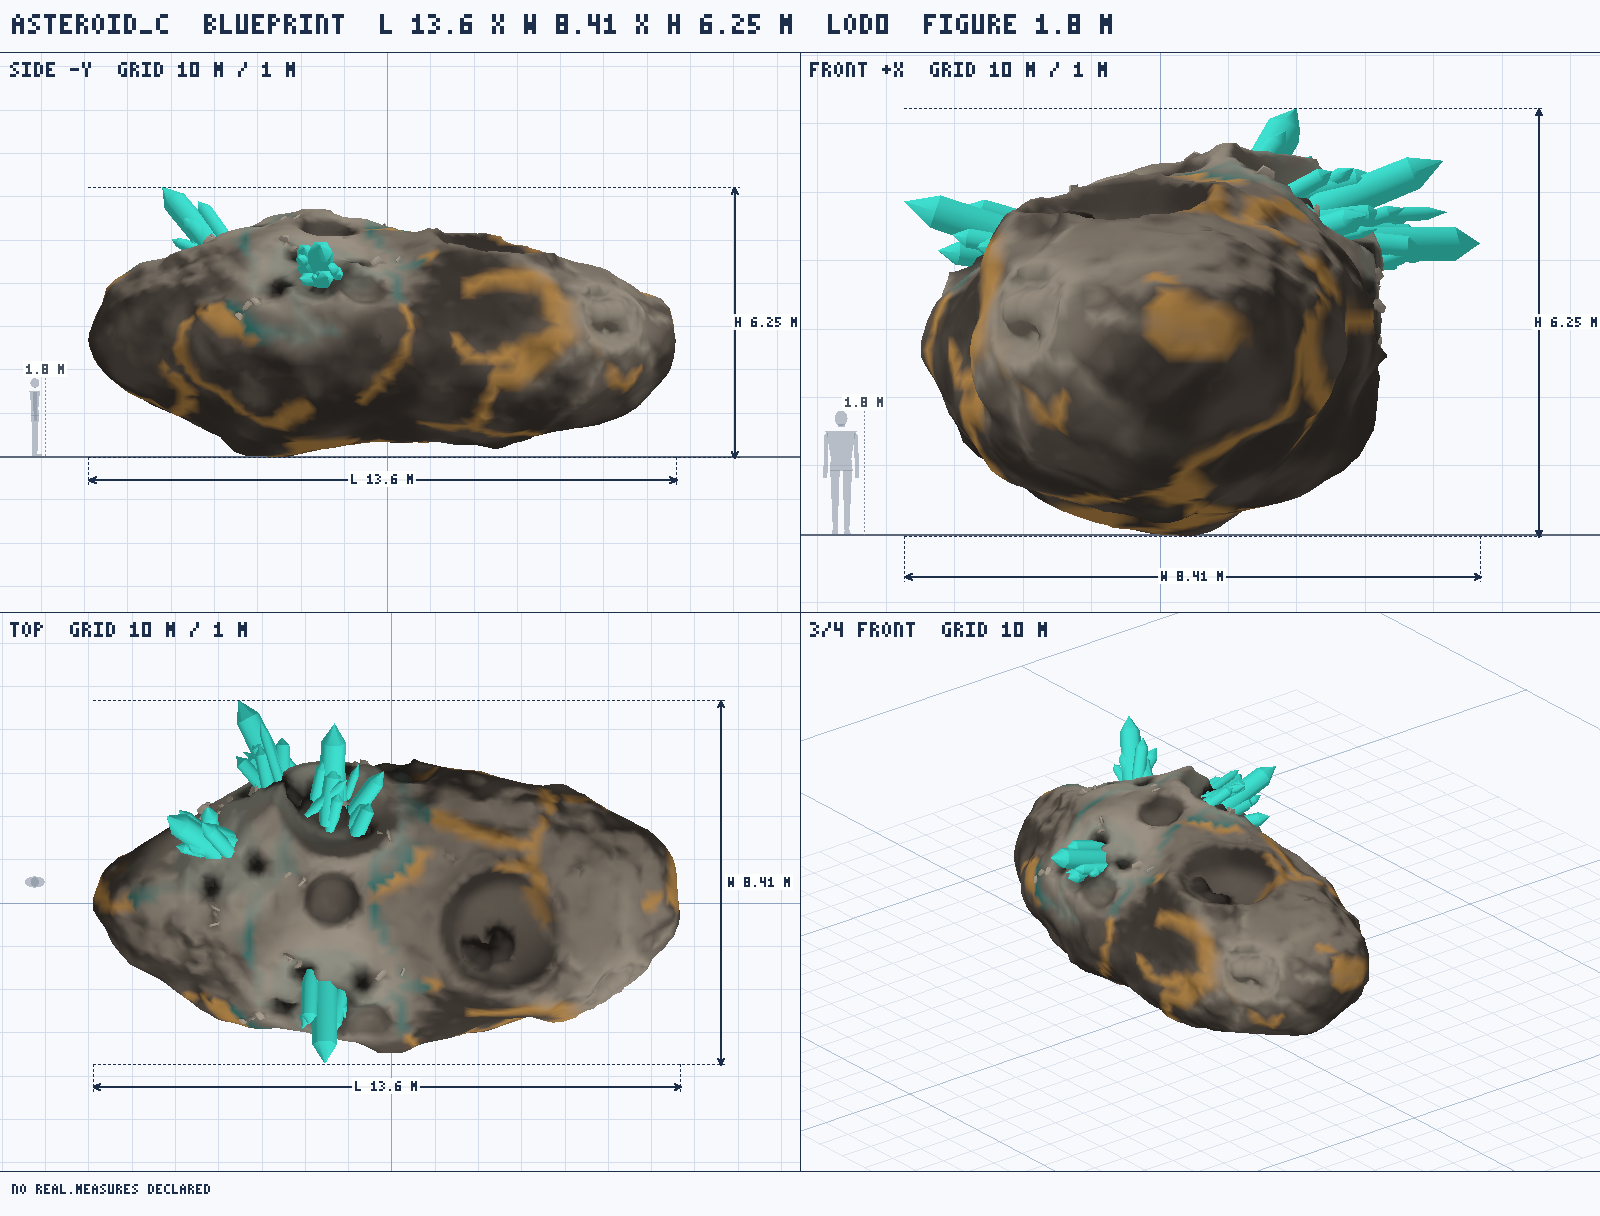 ASTEROID_C BLUEPRINT L 13.6 X W 8.41 X H 6.25 M LOD0 FIGURE 1.8 M
SIDE -Y GRID 10 M / 1 M
H 6.25 M
1.8 M
L 13.6 M
FRONT +X GRID 10 M / 1 M
H 6.25 M
1.8 M
W 8.41 M
TOP GRID 10 M / 1 M
W 8.41 M
L 13.6 M
3/4 FRONT GRID 10 M
NO REAL.MEASURES DECLARED